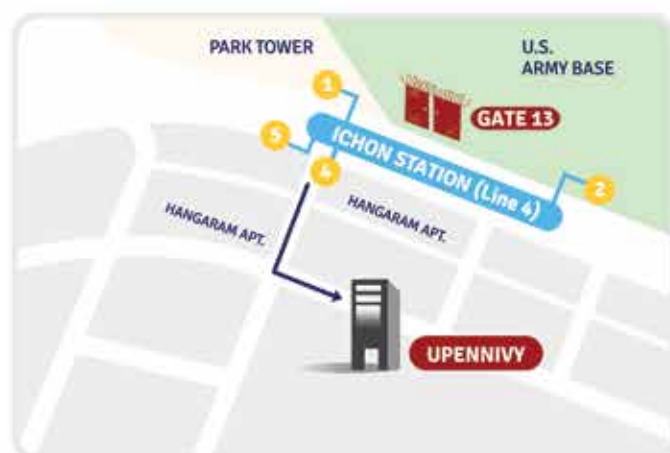 PARK TOWER
U.S.
ARMY BASE
1
GATE 13
5
ICHON STATION (Line 4)
4
2
HANGARAM APT.
HANGARAM APT.
UPENNIVY